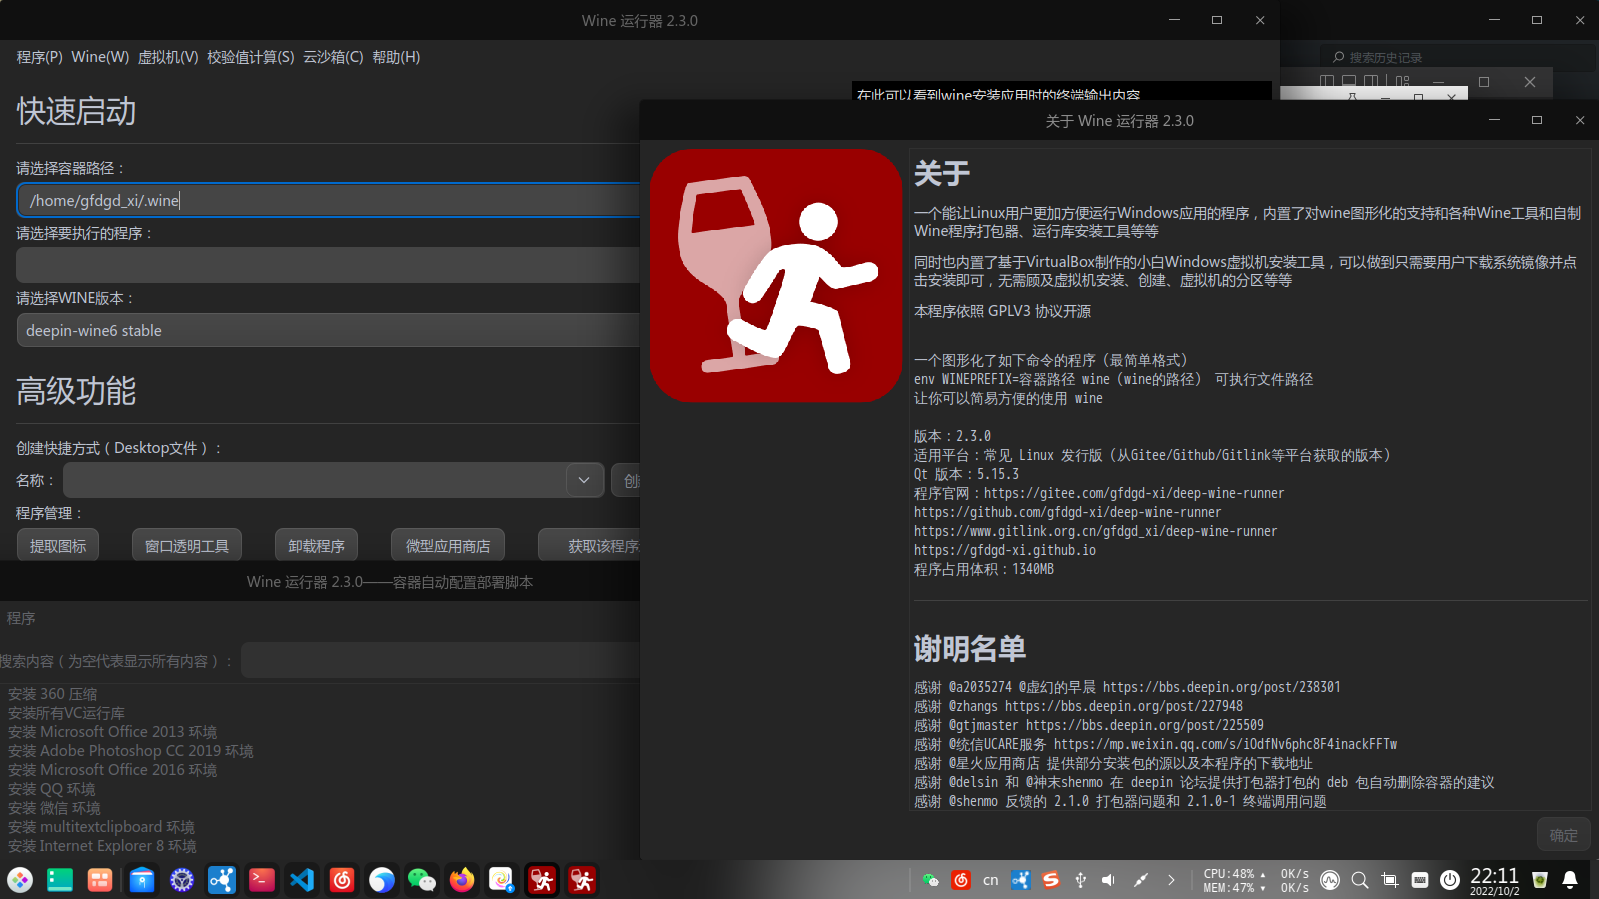 Wine 运行器 2.3.0
程序(P) Wine(W) 虚拟机(V) 校验值计算(S) 云沙箱(C) 帮助(H)
快速启动
请选择容器路径：
/home/gfdgd_xi/.wine
请选择要执行的程序：
请选择WINE版本：
deepin-wine6 stable
高级功能
创建快捷方式（Desktop文件）：
名称：
程序管理：
提取图标 窗口透明工具 卸载程序 微型应用商店 获取该程序
在此可以看到wine安装应用时的终端输出内容
搜索历史记录
Wine 运行器 2.3.0——容器自动配置部署脚本
程序
搜索内容（为空代表显示所有内容）：
安装 360 压缩
安装所有VC运行库
安装 Microsoft Office 2013 环境
安装 Adobe Photoshop CC 2019 环境
安装 Microsoft Office 2016 环境
安装 QQ 环境
安装 微信 环境
安装 multitextclipboard 环境
安装 Internet Explorer 8 环境
关于 Wine 运行器 2.3.0
关于
一个能让Linux用户更加方便运行Windows应用的程序，内置了对wine图形化的支持和各种Wine工具和自制
Wine程序打包器、运行库安装工具等等
同时也内置了基于VirtualBox制作的小白Windows虚拟机安装工具，可以做到只需要用户下载系统镜像并点
击安装即可，无需顾及虚拟机安装、创建、虚拟机的分区等等
本程序依照 GPLV3 协议开源
一个图形化了如下命令的程序（最简单格式）
env WINEPREFIX=容器路径 wine（wine的路径） 可执行文件路径
让你可以简易方便的使用 wine
版本：2.3.0
适用平台：常见 Linux 发行版（从Gitee/Github/Gitlink等平台获取的版本）
Qt 版本：5.15.3
程序官网：https://gitee.com/gfdgd-xi/deep-wine-runner
https://github.com/gfdgd-xi/deep-wine-runner
https://www.gitlink.org.cn/gfdgd_xi/deep-wine-runner
https://gfdgd-xi.github.io
程序占用体积：1340MB
谢明名单
感谢 @a2035274 @虚幻的早晨 https://bbs.deepin.org/post/238301
感谢 @zhangs https://bbs.deepin.org/post/227948
感谢 @gtjmaster https://bbs.deepin.org/post/225509
感谢 @统信UCARE服务 https://mp.weixin.qq.com/s/iOdfNv6phc8F4inackFFTw
感谢 @星火应用商店 提供部分安装包的源以及本程序的下载地址
感谢 @delsin 和 @神末shenmo 在 deepin 论坛提供打包器打包的 deb 包自动删除容器的建议
感谢 @shenmo 反馈的 2.1.0 打包器问题和 2.1.0-1 终端调用问题
确定
cn
CPU:48% 0K/s
MEM:47% 0K/s
22:11
2022/10/2